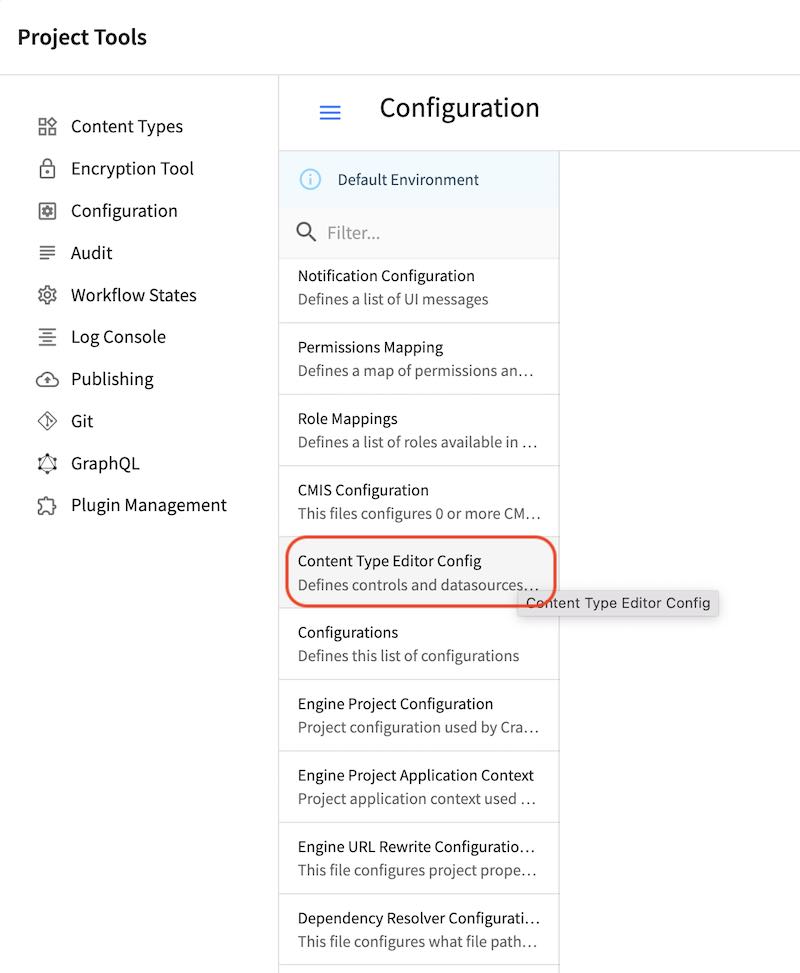 Project Tools
Content Types
Encryption Tool
Configuration
Audit
Workflow States
Log Console
Publishing
Git
GraphQL
Plugin Management
Configuration
Default Environment
Filter...
Notification Configuration
Defines a list of UI messages
Permissions Mapping
Defines a map of permissions an...
Role Mappings
Defines a list of roles available in ...
CMIS Configuration
This files configures 0 or more CM...
Content Type Editor Config
Defines controls and datasources...
Content Type Editor Config
Configurations
Defines this list of configurations
Engine Project Configuration
Project configuration used by Cra...
Engine Project Application Context
Project application context used ...
Engine URL Rewrite Configuratio...
This file configures project prope...
Dependency Resolver Configurati...
This file configures what file path...